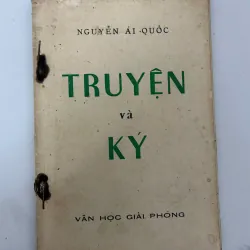 NGUYỄN ÁI-QUỐC
TRUYỆN
và
KÝ
VĂN HỌC GIẢI PHÓNG